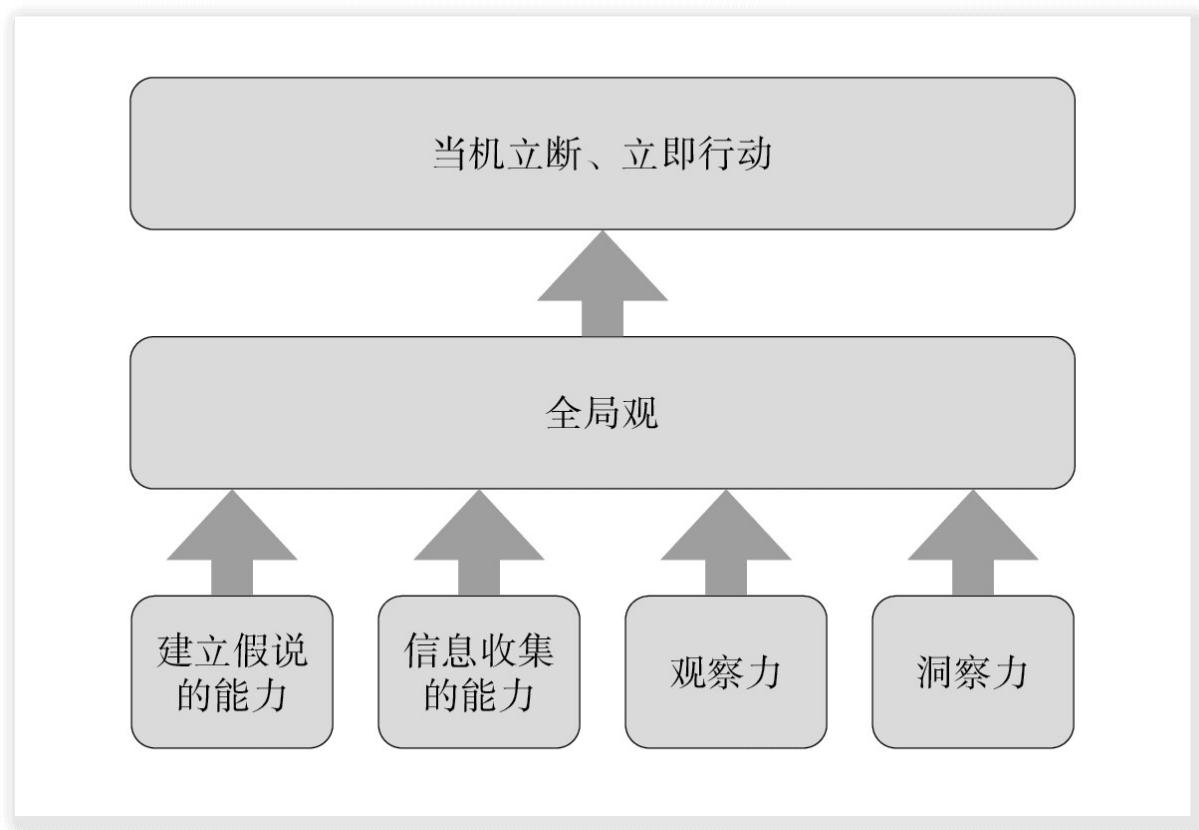 当机立断、立即行动
全局观
建立假说
的能力
信息收集
的能力
观察力
洞察力